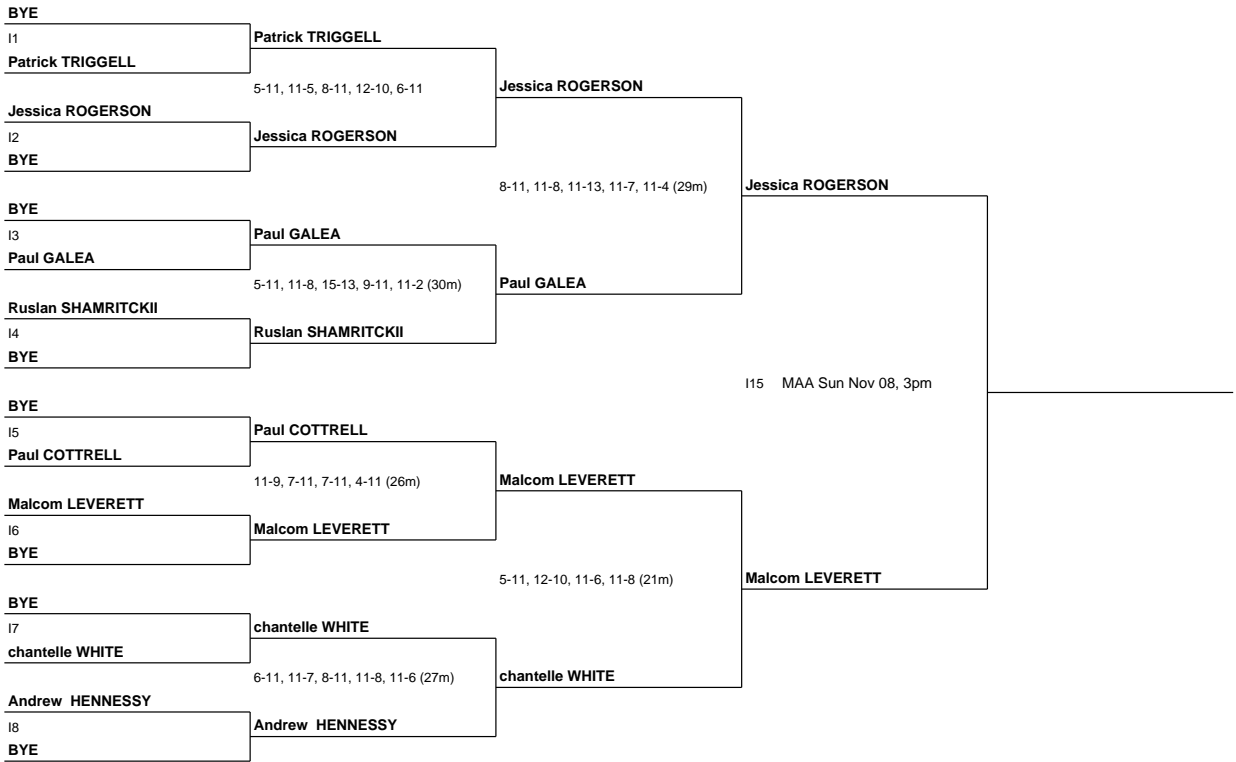 BYE
I1
Patrick TRIGGELL
Patrick TRIGGELL
5-11, 11-5, 8-11, 12-10, 6-11
Jessica ROGERSON
Jessica ROGERSON
I2
Jessica ROGERSON
BYE
8-11, 11-8, 11-13, 11-7, 11-4 (29m)
Jessica ROGERSON
BYE
I3
Paul GALEA
Paul GALEA
5-11, 11-8, 15-13, 9-11, 11-2 (30m)
Paul GALEA
Ruslan SHAMRITCKII
I4
Ruslan SHAMRITCKII
BYE
I15 MAA Sun Nov 08, 3pm
BYE
I5
Paul COTTRELL
Paul COTTRELL
11-9, 7-11, 7-11, 4-11 (26m)
Malcom LEVERETT
Malcom LEVERETT
I6
Malcom LEVERETT
BYE
5-11, 12-10, 11-6, 11-8 (21m)
Malcom LEVERETT
BYE
I7
chantelle WHITE
chantelle WHITE
6-11, 11-7, 8-11, 11-8, 11-6 (27m)
chantelle WHITE
Andrew  HENNESSY
I8
Andrew  HENNESSY
BYE